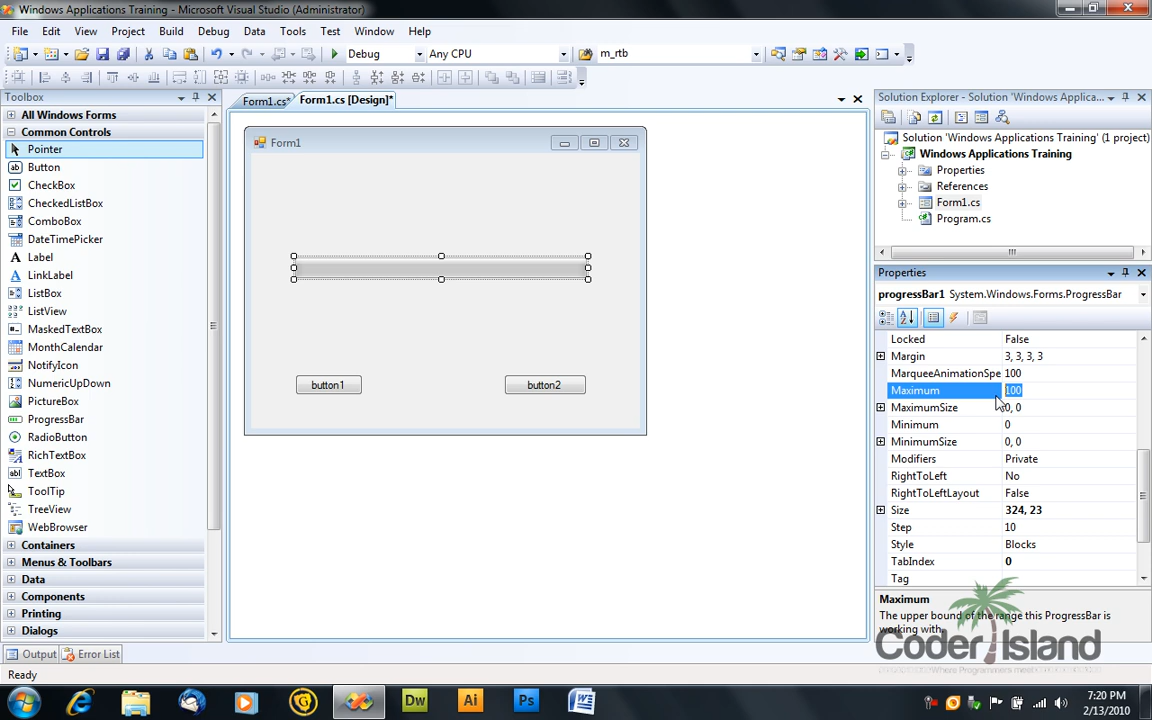 Windows Applications Training - Microsoft Visual Studio (Administrator)
File Edit View Project Build Debug Data Tools Test Window Help
Debug Any CPU m_rtb
Toolbox
All Windows Forms
Common Controls
Pointer
Button
CheckBox
CheckedListBox
ComboBox
DateTimePicker
Label
LinkLabel
ListBox
ListView
MaskedTextBox
MonthCalendar
NotifyIcon
NumericUpDown
PictureBox
ProgressBar
RadioButton
RichTextBox
TextBox
ToolTip
TreeView
WebBrowser
Containers
Menus & Toolbars
Data
Components
Printing
Dialogs
Output Error List
Ready
Form1.cs* Form1.cs [Design]*
Form1
button1 button2
Solution Explorer - Solution 'Windows Applica...
Solution 'Windows Applications Training' (1 project)
Windows Applications Training
Properties
References
Form1.cs
Program.cs
Properties
progressBar1 System.Windows.Forms.ProgressBar
Locked False
Margin 3, 3, 3, 3
MarqueeAnimationSpe 100
Maximum 100
MaximumSize 0, 0
Minimum 0
MinimumSize 0, 0
Modifiers Private
RightToLeft No
RightToLeftLayout False
Size 324, 23
Step 10
Style Blocks
TabIndex 0
Tag
Maximum
The upper bound of the range this ProgressBar is
working with.
Coder Island
Where Programmers meet
Dw Ai Ps
7:20 PM
2/13/2010